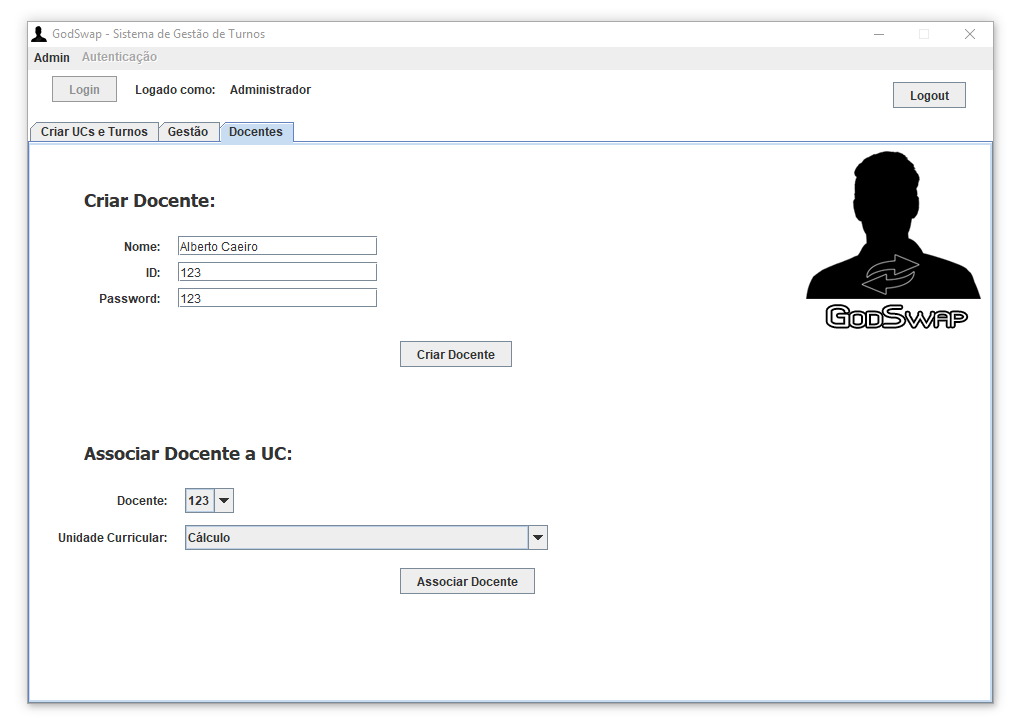 GodSwap - Sistema de Gestão de Turnos
Admin Autenticação
Login Logado como: Administrador
Logout
Criar UCs e Turnos Gestão Docentes
Criar Docente:
Nome: Alberto Caeiro
ID: 123
Password: 123
GodSwap
Criar Docente
Associar Docente a UC:
Docente: 123
Unidade Curricular: Cálculo
Associar Docente